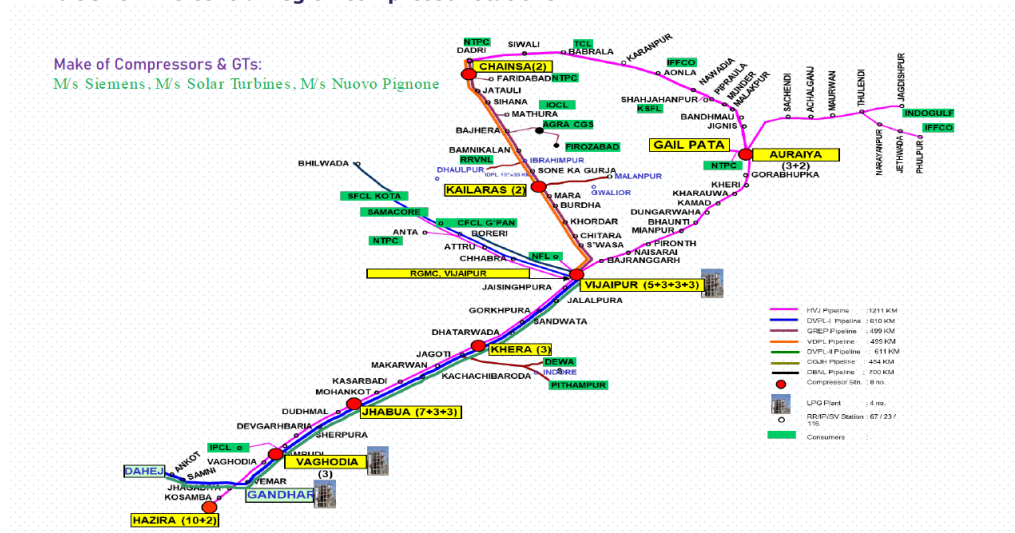 Make of Compressors & GTs:
M/s Siemens, M/s Solar Turbines, M/s Nuovo Pignone
NTPC
DADRI
SIWALI
TCL
BABRALA
KARANPUR
CHAINSA(2)
IFFCO
AONLA
FARIDABAD NTPC
JATAULI
SIHANA
MATHURA
IOCL
BAJHERA
AGRA CGS
FIROZABAD
NAWADIA
PIPRAULA
MUNDER
MALAKPUR
SHAHJAHANPUR
KSFL
BANDHMAU
JIGNIS
SACHENDI
ACHALGANJ
MAURWAN
THULENDI
JAGDISHPUR
INDOGULF
IFFCO
NARAYANPUR
JETHWADA
PHULPUR
GAIL PATA
AURAIYA
(3+2)
NTPC
GORABHUPKA
KHERI
KHARAUWA
KAMAD
DUNGARWAHA
BHAUNTI
MIANPUR
PIRONTH
NAISARAI
BAJRANGGARH
BAMNIKALAN
RRVNL
IBRAHIMPUR
DHAULPUR
SONE KA GURJA
MALANPUR
GWALIOR
KAILARAS (2)
MARA
BURDHA
KHORDAR
CHITARA
S'WASA
BHILWADA
SFCL KOTA
SAMACORE
CFCL G'PAN
ANTA
NTPC
BORERI
ATTRU
CHHABRA
NFL
RGMC, VIJAIPUR
VIJAIPUR (5+3+3+3)
JAISINGHPURA
JALALPURA
GORKHPURA
SANDWATA
DHATARWADA
KHERA (3)
JAGOTI
MAKARWAN
KACHACHIBARODA
DEWAS
INDORE
PITHAMPUR
KASARBADI
MOHANKOT
JHABUA (7+3+3)
DUDHMAL
DEVGARHBARIA
SHERPURA
IPCL
VAGHODIA
VAGHODIA
(3)
DAHEJ
ANKOT
SAMNI
VEMAR
JHAGADIYA
KOSAMBA
GANDHAR
HAZIRA (10+2)
HVJ Pipeline :1211 KM
DVPL-I Pipeline : 610 KM
GREP Pipeline : 499 KM
VDPL Pipeline : 499 KM
DVPL-II Pipeline : 611 KM
CGJH Pipeline : 454 KM
DBNL Pipeline : 700 KM
Compressor Stn. : 8 no.
LPG Plant : 4 no.
RR/IP/SV Station : 67 / 23 /
116
Consumers :